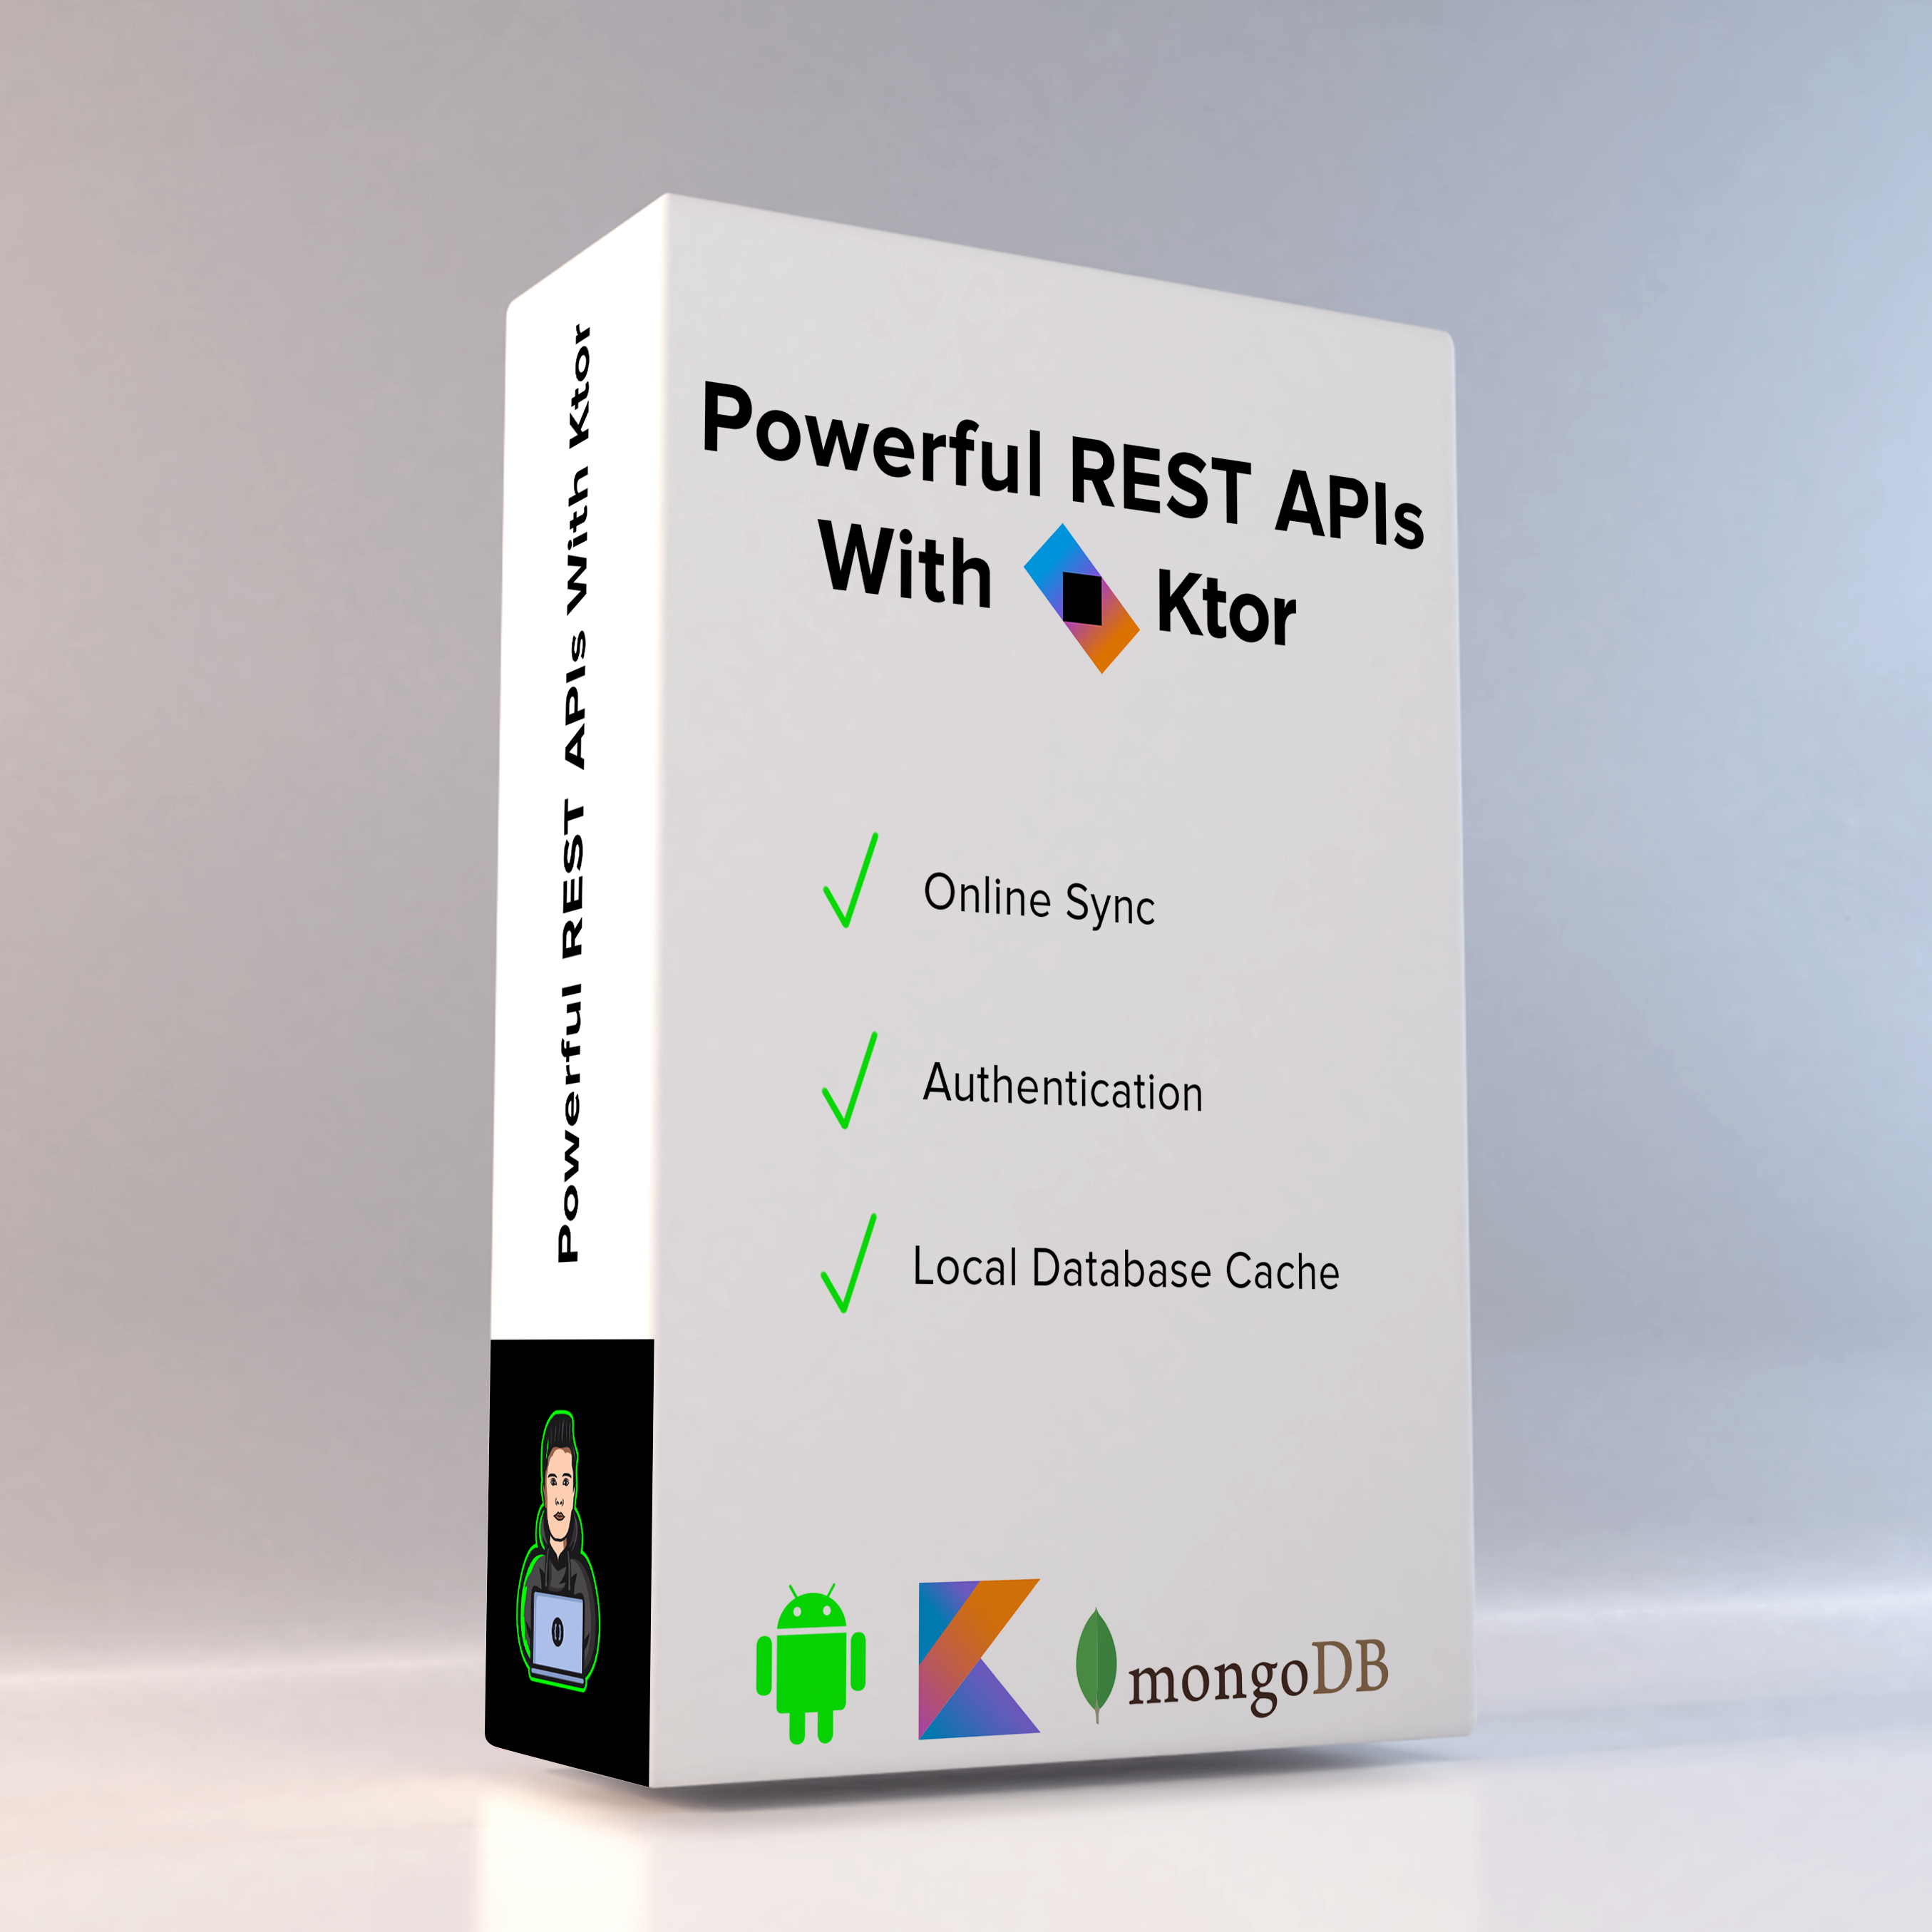 Powerful REST APIs With Ktor
Powerful REST APIs
With Ktor
Online Sync
Authentication
Local Database Cache
mongoDB